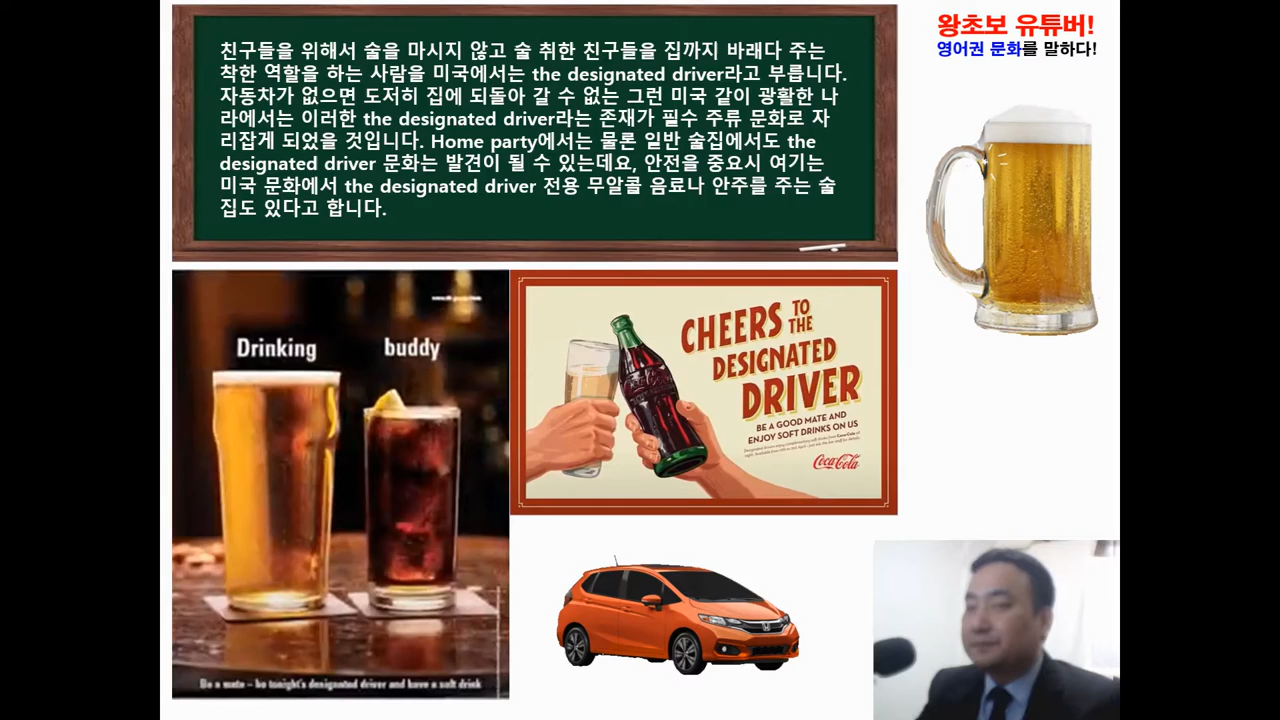 왕초보 유튜버!
영어권 문화를 말하다!
친구들을 위해서 술을 마시지 않고 술 취한 친구들을 집까지 바래다 주는
착한 역할을 하는 사람을 미국에서는 the designated driver라고 부릅니다.
자동차가 없으면 도저히 집에 되돌아 갈 수 없는 그런 미국 같이 광활한 나
라에서는 이러한 the designated driver라는 존재가 필수 주류 문화로 자
리잡게 되었을 것입니다. Home party에서는 물론 일반 술집에서도 the
designated driver 문화는 발견이 될 수 있는데요, 안전을 중요시 여기는
미국 문화에서 the designated driver 전용 무알콜 음료나 안주를 주는 술
집도 있다고 합니다.
Drinking buddy
Be a mate – be tonight's designated driver and have a soft drink
CHEERS TO
THE
DESIGNATED
DRIVER
BE A GOOD MATE AND
ENJOY SOFT DRINKS ON US
Coca-Cola